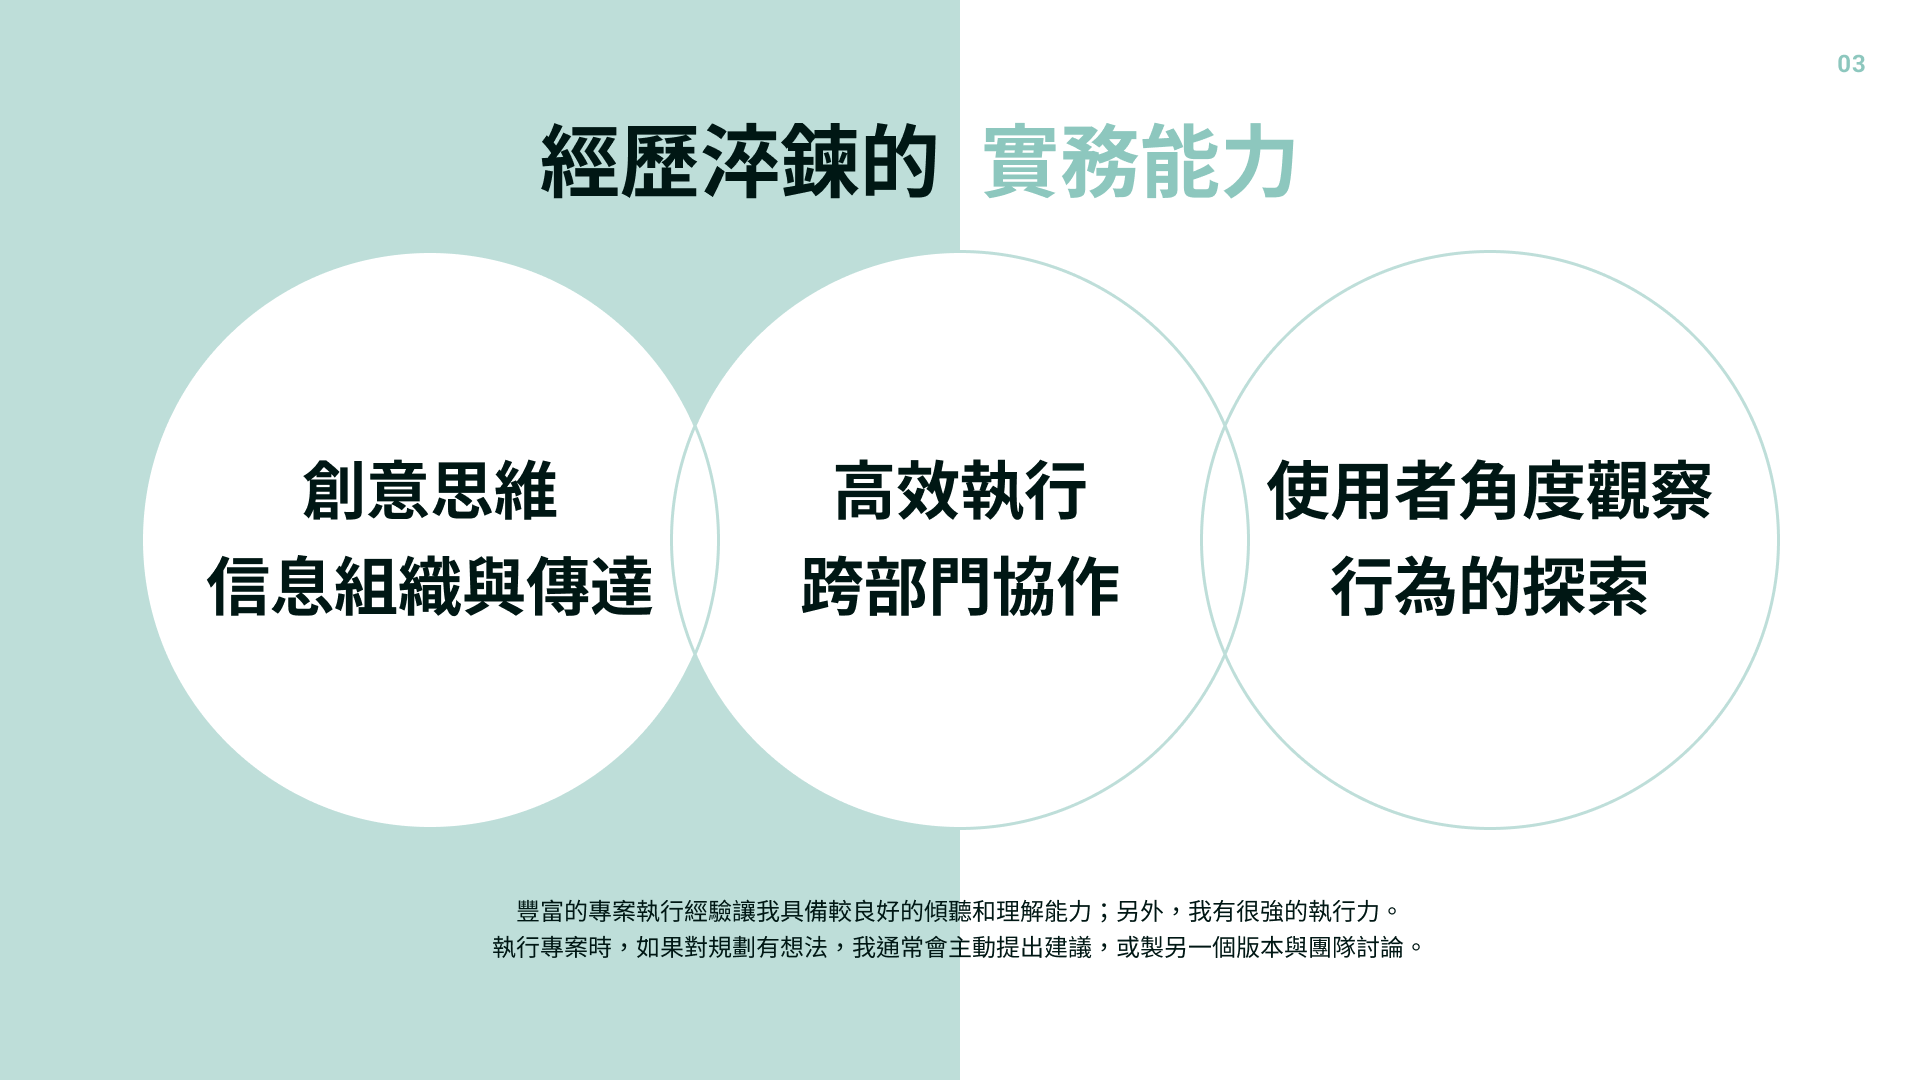 03
經歷淬鍊的 實務能力
創意思維
信息組織與傳達
高效執行
跨部門協作
使用者角度觀察
行為的探索
豐富的專案執行經驗讓我具備較良好的傾聽和理解能力；另外，我有很強的執行力。
執行專案時，如果對規劃有想法，我通常會主動提出建議，或製另一個版本與團隊討論。